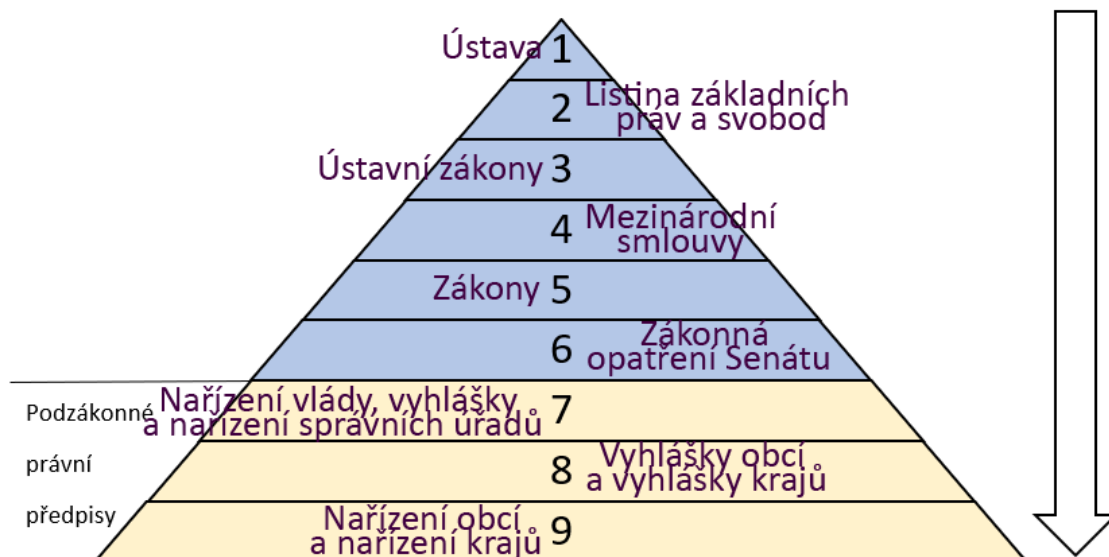 Ústava 1
2 Listina základních
práv a svobod
Ústavní zákony 3
4 Mezinárodní
smlouvy
Zákony 5
6 Zákonná
opatření Senátu
Podzákonné
právní
předpisy
Nařízení vlády, vyhlášky
a nařízení správních úřadů 7
8 Vyhlášky obcí
a vyhlášky krajů
Nařízení obcí
a nařízení krajů 9